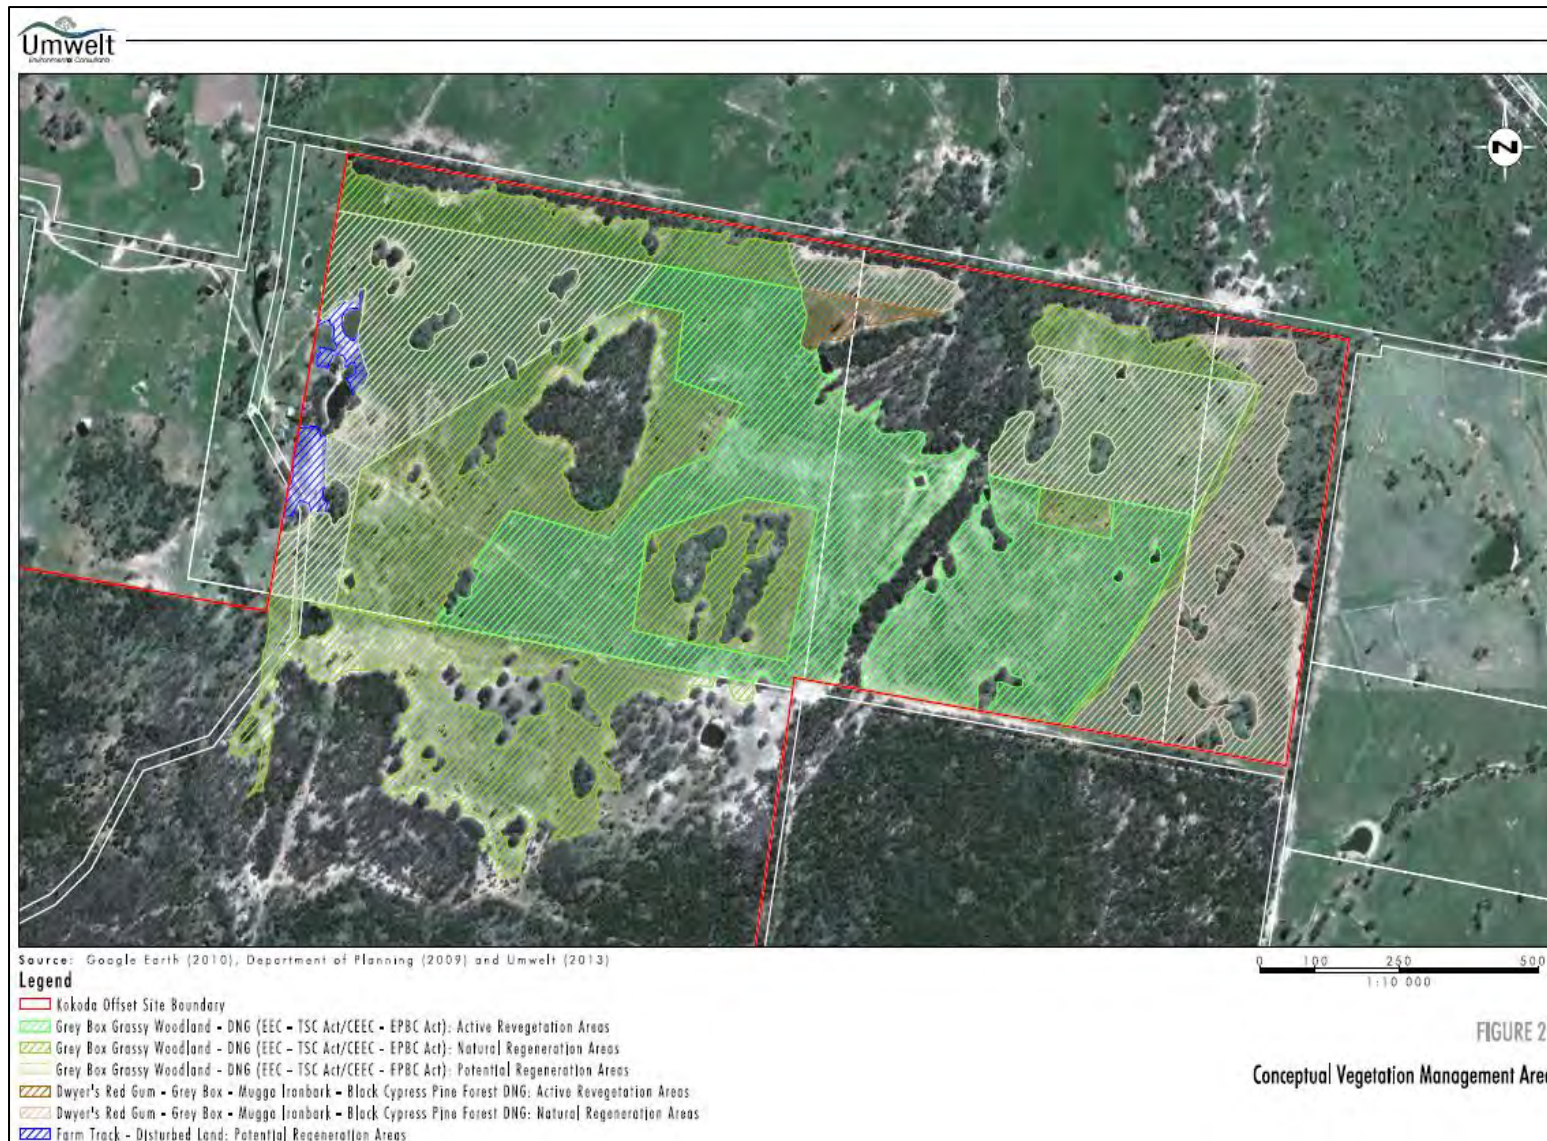 Umwelt
Environmental Consultants
N
Source: Google Earth (2010), Department of Planning (2009) and Umwelt (2013)
0 100 250 500
1:10 000
Legend
Kokoda Offset Site Boundary
Grey Box Grassy Woodland - DNG (EEC - TSC Act/CEEC - EPBC Act): Active Revegetation Areas
Grey Box Grassy Woodland - DNG (EEC - TSC Act/CEEC - EPBC Act): Natural Regeneration Areas
Grey Box Grassy Woodland - DNG (EEC - TSC Act/CEEC - EPBC Act): Potential Regeneration Areas
Dwyer's Red Gum - Grey Box - Mugga Ironbark - Black Cypress Pine Forest DNG: Active Revegetation Areas
Dwyer's Red Gum - Grey Box - Mugga Ironbark - Black Cypress Pine Forest DNG: Natural Regeneration Areas
Farm Track - Disturbed Land: Potential Regeneration Areas
FIGURE 2
Conceptual Vegetation Management Area